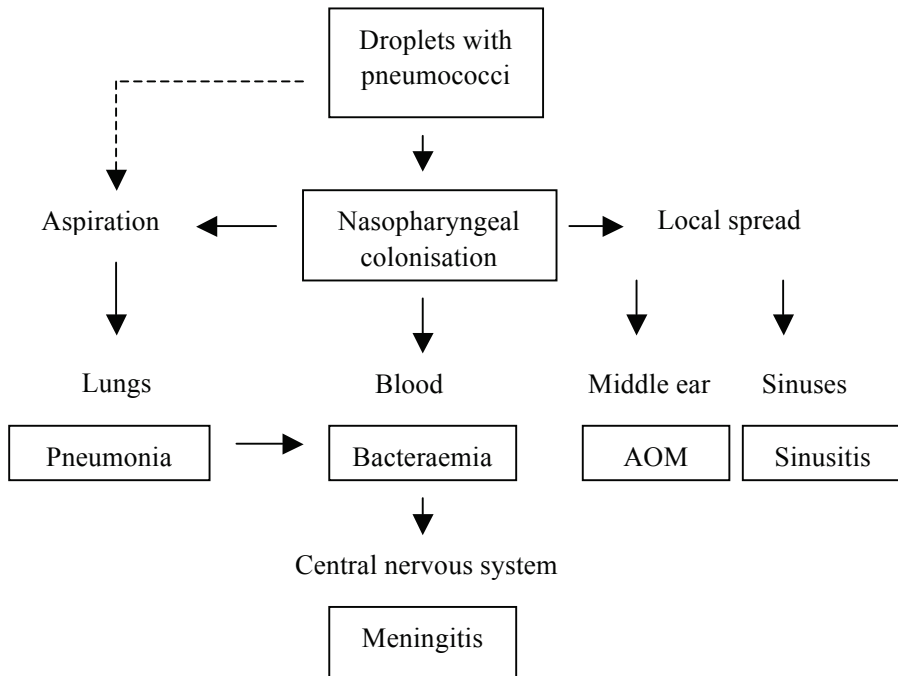 Droplets with
pneumococci
Aspiration
Nasopharyngeal
colonisation
Local spread
Lungs
Blood
Middle ear
Sinuses
Pneumonia
Bacteraemia
AOM
Sinusitis
Central nervous system
Meningitis